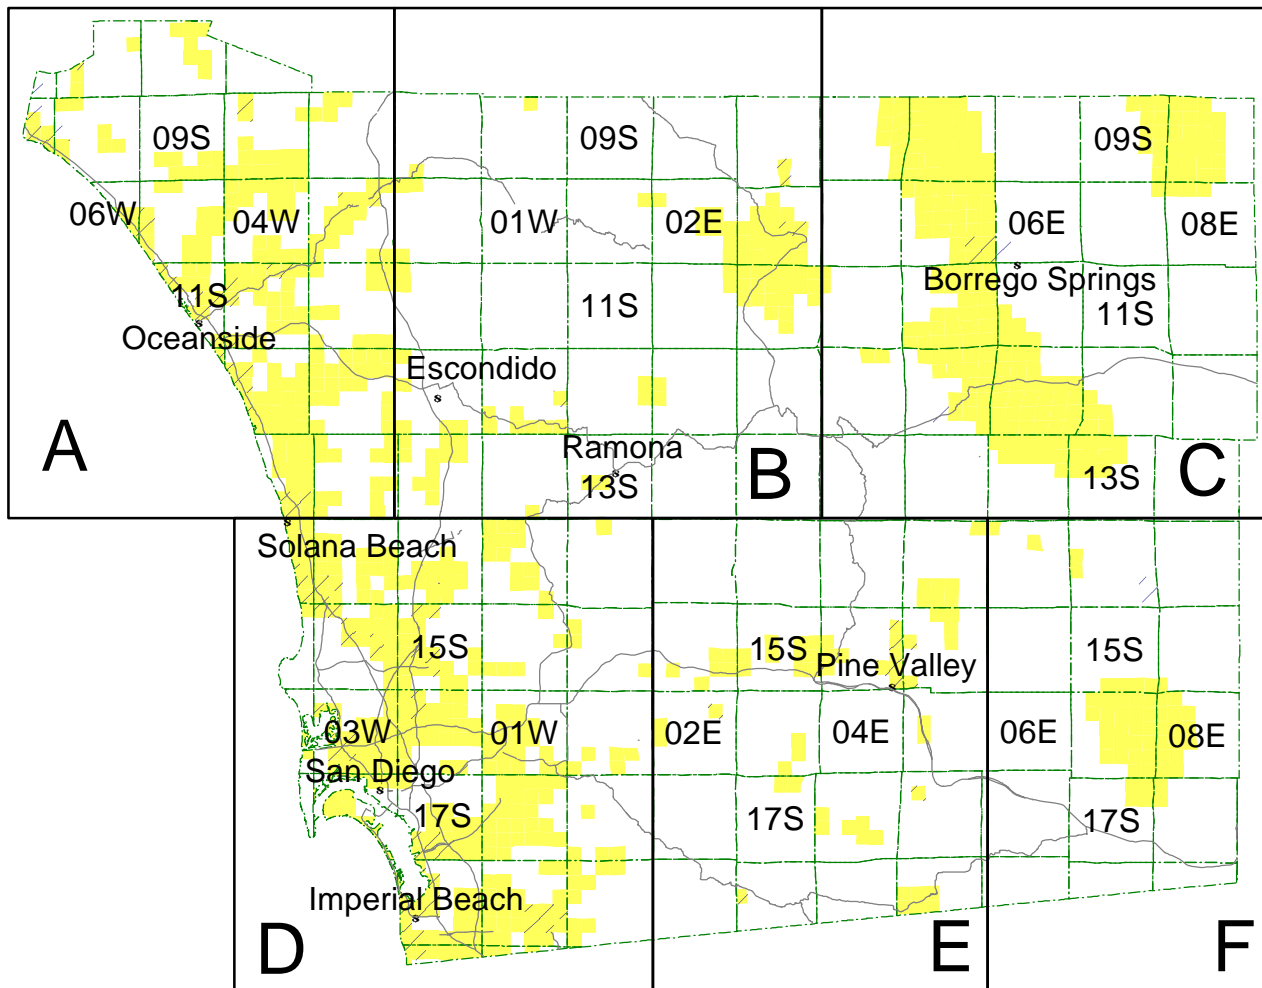 09S 09S 09S
06W 04W 01W 02E 06E 08E
11S Borrego Springs
11S 11S
Oceanside
Escondido
A Ramona B C
13S 13S
Solana Beach
15S 15S 15S
Pine Valley
03W 01W 02E 04E 06E 08E
San Diego
17S 17S 17S
Imperial Beach
D E F